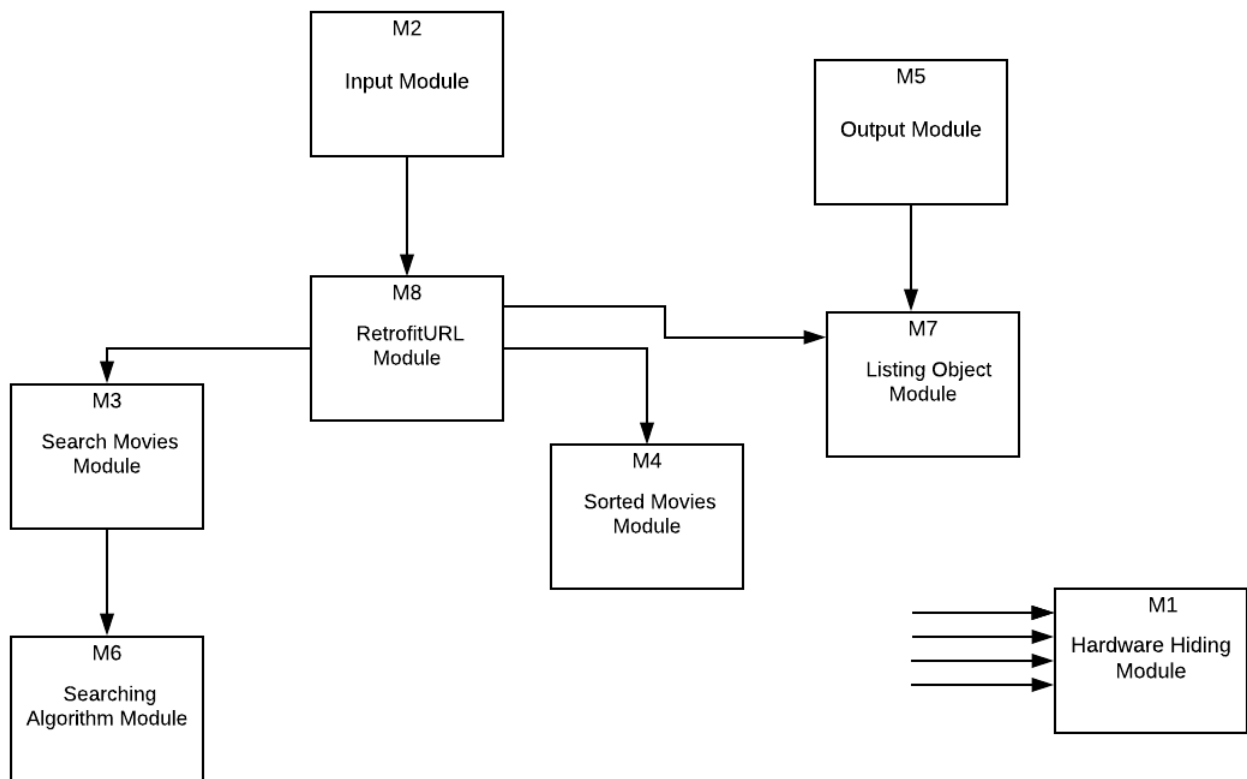 M2
Input Module
M5
Output Module
M8
RetrofitURL
Module
M7
Listing Object
Module
M3
Search Movies
Module
M4
Sorted Movies
Module
M1
Hardware Hiding
Module
M6
Searching
Algorithm Module